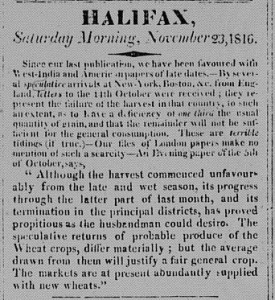 HALIFAX,
Saturday Morning, November 23, 1816.
Since our last publication, we have been favoured with
West-India and American papers of late dates.—By seve-
ral speculative arrivals at New-York, Boston, &c. from Eng-
land, letters to the 11th October were received; they re-
present the failure of the harvest in that country, to such
an extent, as to have a deficiency of one third the usual
quantity of grain, and that the remainder will not be suf-
ficient for the general consumption. These are terrible
tidings (if true.)—Our files of London papers make no
mention of such a scarcity—An Evening paper of the 5th
of October, says,
"Although the harvest commenced unfavour-
ably from the late and wet season, its progress
through the latter part of last month, and its
termination in the principal districts, has proved
propitious as the husbandman could desire. The
speculative returns of probable produce of the
Wheat crops, differ materially; but the average
drawn from them will justify a fair general crop.
The markets are at present abundantly supplied
with new wheats."